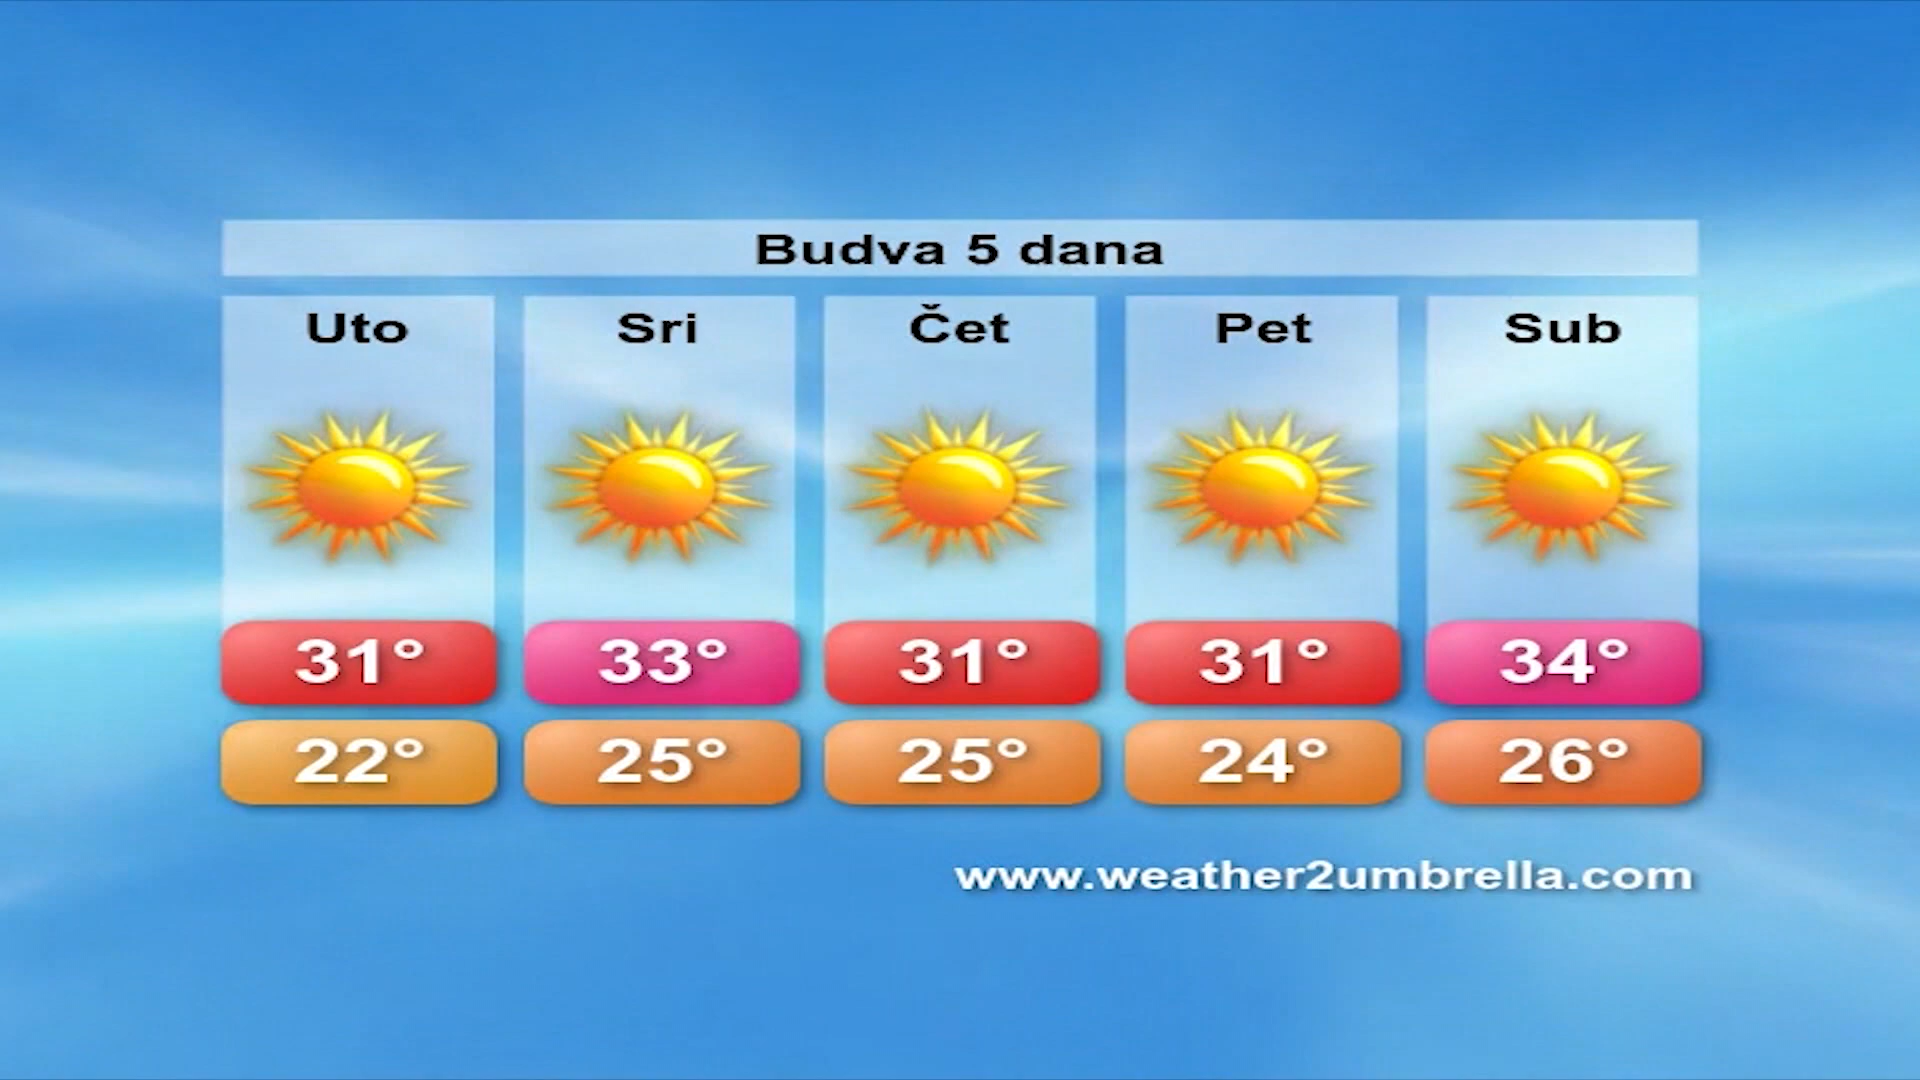 Budva 5 dana
Uto Sri Čet Pet Sub
31° 33° 31° 31° 34°
22° 25° 25° 24° 26°
www.weather2umbrella.com